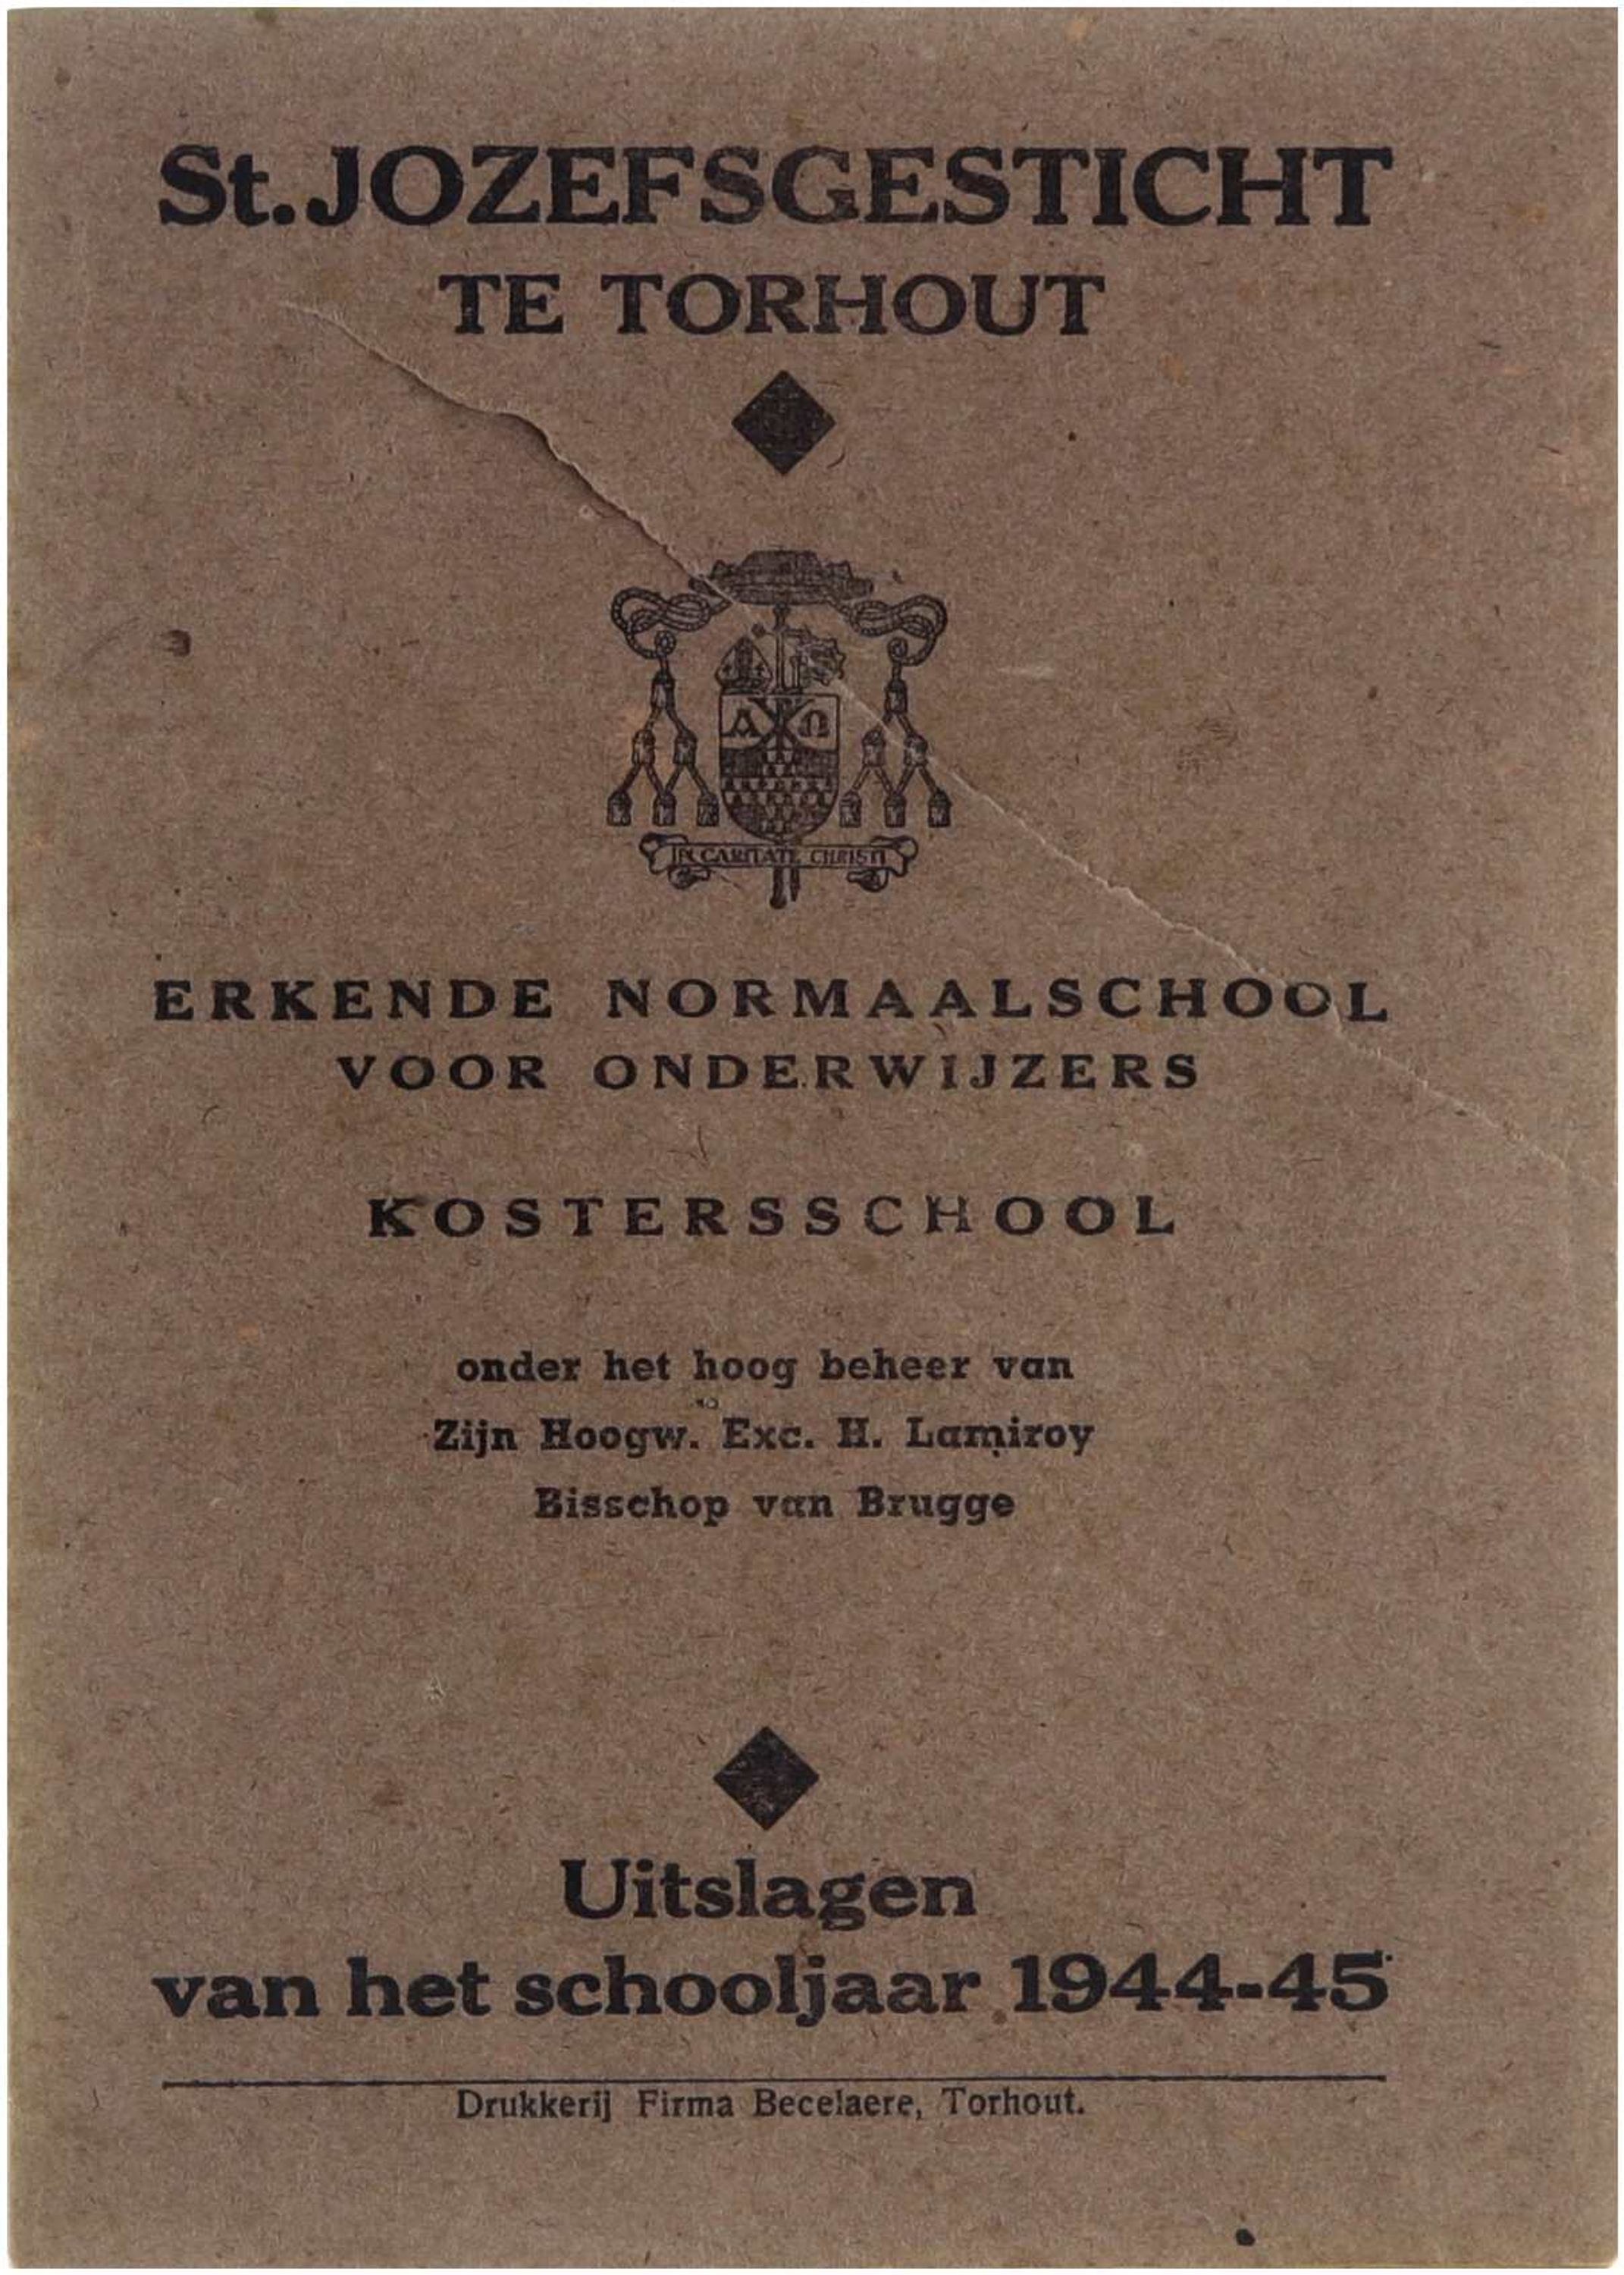 St. JOZEFSGESTICHT
TE TORHOUT
A Ω
IN CARITATE CHRISTI
ERKENDE NORMAALSCHOOL
VOOR ONDERWIJZERS
KOSTERSSCHOOL
onder het hoog beheer van
Zijn Hoogw. Exc. H. Lamiroy
Bisschop van Brugge
Uitslagen
van het schooljaar 1944-45
Drukkerij Firma Becelaere, Torhout.